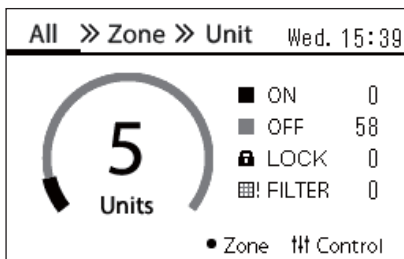 All >> Zone >> Unit Wed. 15:39
ON 0
OFF 58
LOCK 0
! FILTER 0
5
Units
Zone Control